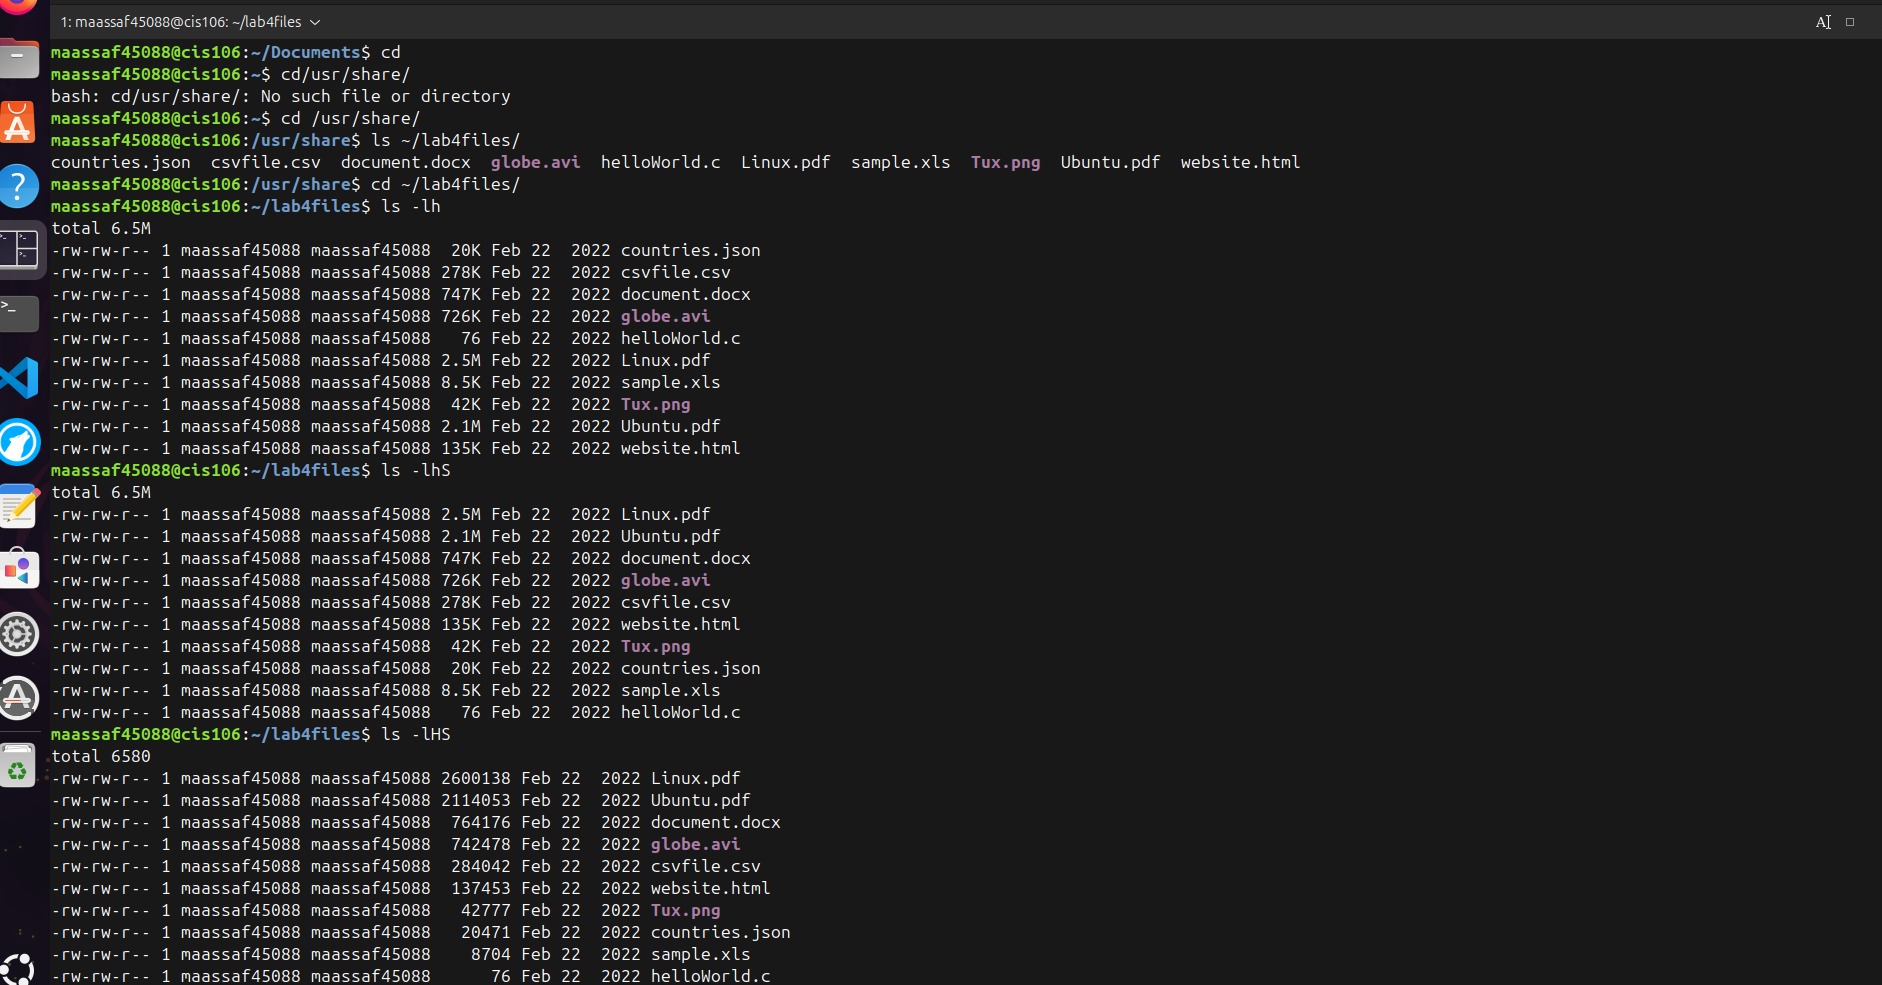 1: maassaf45088@cis106: ~/lab4files
maassaf45088@cis106:~/Documents$ cd
maassaf45088@cis106:~$ cd/usr/share/
bash: cd/usr/share/: No such file or directory
maassaf45088@cis106:~$ cd /usr/share/
maassaf45088@cis106:/usr/share$ ls ~/lab4files/
countries.json  csvfile.csv  document.docx  globe.avi  helloWorld.c  Linux.pdf  sample.xls  Tux.png  Ubuntu.pdf  website.html
maassaf45088@cis106:/usr/share$ cd ~/lab4files/
maassaf45088@cis106:~/lab4files$ ls -lh
total 6.5M
-rw-rw-r-- 1 maassaf45088 maassaf45088  20K Feb 22  2022 countries.json
-rw-rw-r-- 1 maassaf45088 maassaf45088 278K Feb 22  2022 csvfile.csv
-rw-rw-r-- 1 maassaf45088 maassaf45088 747K Feb 22  2022 document.docx
-rw-rw-r-- 1 maassaf45088 maassaf45088 726K Feb 22  2022 globe.avi
-rw-rw-r-- 1 maassaf45088 maassaf45088   76 Feb 22  2022 helloWorld.c
-rw-rw-r-- 1 maassaf45088 maassaf45088 2.5M Feb 22  2022 Linux.pdf
-rw-rw-r-- 1 maassaf45088 maassaf45088 8.5K Feb 22  2022 sample.xls
-rw-rw-r-- 1 maassaf45088 maassaf45088  42K Feb 22  2022 Tux.png
-rw-rw-r-- 1 maassaf45088 maassaf45088 2.1M Feb 22  2022 Ubuntu.pdf
-rw-rw-r-- 1 maassaf45088 maassaf45088 135K Feb 22  2022 website.html
maassaf45088@cis106:~/lab4files$ ls -lhS
total 6.5M
-rw-rw-r-- 1 maassaf45088 maassaf45088 2.5M Feb 22  2022 Linux.pdf
-rw-rw-r-- 1 maassaf45088 maassaf45088 2.1M Feb 22  2022 Ubuntu.pdf
-rw-rw-r-- 1 maassaf45088 maassaf45088 747K Feb 22  2022 document.docx
-rw-rw-r-- 1 maassaf45088 maassaf45088 726K Feb 22  2022 globe.avi
-rw-rw-r-- 1 maassaf45088 maassaf45088 278K Feb 22  2022 csvfile.csv
-rw-rw-r-- 1 maassaf45088 maassaf45088 135K Feb 22  2022 website.html
-rw-rw-r-- 1 maassaf45088 maassaf45088  42K Feb 22  2022 Tux.png
-rw-rw-r-- 1 maassaf45088 maassaf45088  20K Feb 22  2022 countries.json
-rw-rw-r-- 1 maassaf45088 maassaf45088 8.5K Feb 22  2022 sample.xls
-rw-rw-r-- 1 maassaf45088 maassaf45088   76 Feb 22  2022 helloWorld.c
maassaf45088@cis106:~/lab4files$ ls -lHS
total 6580
-rw-rw-r-- 1 maassaf45088 maassaf45088 2600138 Feb 22  2022 Linux.pdf
-rw-rw-r-- 1 maassaf45088 maassaf45088 2114053 Feb 22  2022 Ubuntu.pdf
-rw-rw-r-- 1 maassaf45088 maassaf45088  764176 Feb 22  2022 document.docx
-rw-rw-r-- 1 maassaf45088 maassaf45088  742478 Feb 22  2022 globe.avi
-rw-rw-r-- 1 maassaf45088 maassaf45088  284042 Feb 22  2022 csvfile.csv
-rw-rw-r-- 1 maassaf45088 maassaf45088  137453 Feb 22  2022 website.html
-rw-rw-r-- 1 maassaf45088 maassaf45088   42777 Feb 22  2022 Tux.png
-rw-rw-r-- 1 maassaf45088 maassaf45088   20471 Feb 22  2022 countries.json
-rw-rw-r-- 1 maassaf45088 maassaf45088    8704 Feb 22  2022 sample.xls
-rw-rw-r-- 1 maassaf45088 maassaf45088      76 Feb 22  2022 helloWorld.c